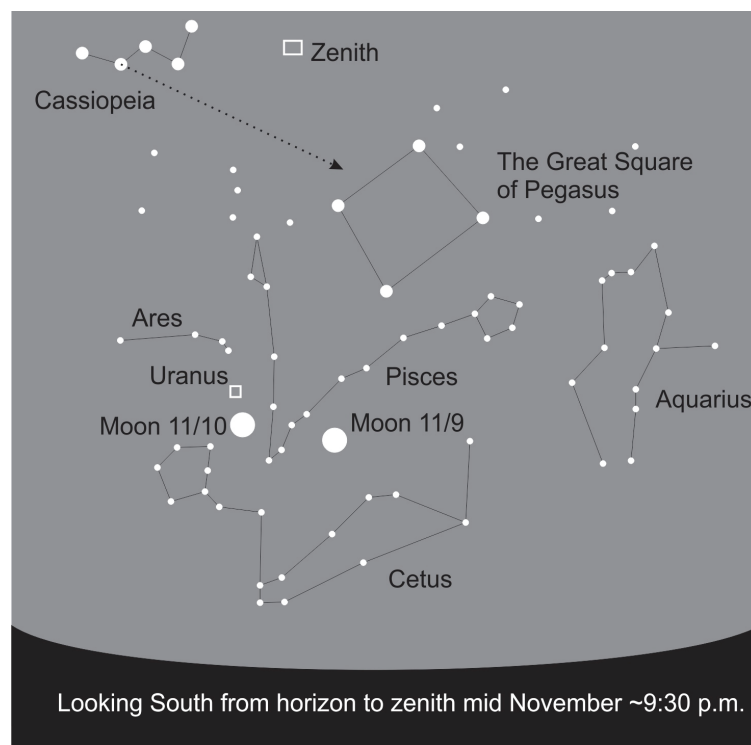 Zenith
Cassiopeia
The Great Square
of Pegasus
Ares
Uranus
Pisces
Aquarius
Moon 11/10
Moon 11/9
Cetus
Looking South from horizon to zenith mid November ~9:30 p.m.